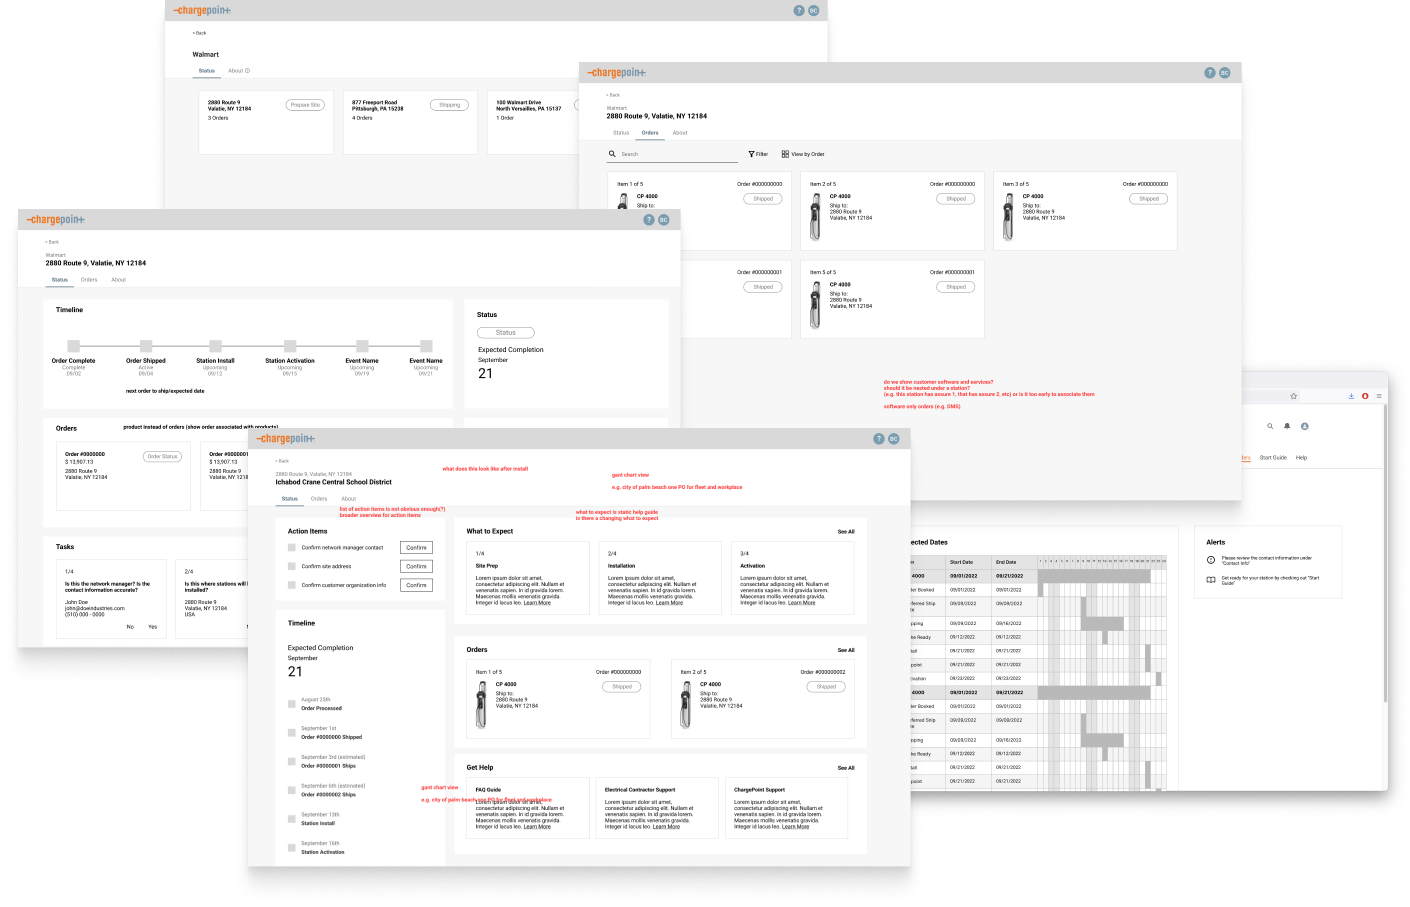 -chargepoin+
?
BC
< Back
Walmart
Status
About
2880 Route 9
Valatie, NY 12184
3 Orders
Prepare Site
877 Freeport Road
Pittsburgh, PA 15238
4 Orders
Shipping
100 Walmart Drive
North Versailles, PA 15137
1 Order
-chargepoin+
?
BC
< Back
Walmart
2880 Route 9, Valatie, NY 12184
Status
Orders
About
Search
Filter
View by Order
Item 1 of 5
Order #000000000
CP 4000
Shipped
Ship to:
2880 Route 9
Valatie, NY 12184
Item 2 of 5
Order #000000000
CP 4000
Shipped
Ship to:
2880 Route 9
Valatie, NY 12184
Item 3 of 5
Order #000000000
CP 4000
Shipped
Ship to:
2880 Route 9
Valatie, NY 12184
Order #000000001
Shipped
Item 5 of 5
Order #000000001
CP 4000
Shipped
Ship to:
2880 Route 9
Valatie, NY 12184
do we show customer software and services?
should it be nested under a station?
(e.g. this station has assure 1, that has assure 2, etc) or is it too early to associate them
software only orders (e.g. DMS)
-chargepoin+
?
BC
< Back
Walmart
2880 Route 9, Valatie, NY 12184
Status
Orders
About
Timeline
Order Complete
Complete
09/02
Order Shipped
Active
09/04
Station Install
Upcoming
09/12
Station Activation
Upcoming
09/15
Event Name
Upcoming
09/19
Event Name
Upcoming
09/21
next order to ship/expected date
Status
Status
Expected Completion
September
21
Orders
product instead of orders (show order associated with products)
Order #0000000
$ 13,907.13
2880 Route 9
Valatie, NY 12184
Order Status
Order #0000001
$ 13,907.13
2880 Route 9
Valatie, NY 12184
Tasks
1/4
Is this the network manager? Is the
contact information accurate?
John Doe
john@doeindustries.com
(510) 000 - 0000
No
Yes
2/4
Is this where stations will
installed?
2880 Route 9
Valatie, NY 12184
USA
-chargepoin+
?
BC
< Back
2880 Route 9, Valatie, NY 12184
Ichabod Crane Central School District
what does this look like after install
gant chart view
e.g. city of palm beach one PO for fleet and workplace
Status
Orders
About
list of action items is not obvious enough(?)
broader overview for action items
what to expect is static help guide
is there a changing what to expect
Action Items
Confirm network manager contact
Confirm
Confirm site address
Confirm
Confirm customer organization info
Confirm
What to Expect
See All
1/4
Site Prep
Lorem ipsum dolor sit amet,
consectetur adipiscing elit. Nullam et
venenatis sapien. In id gravida lorem.
Maecenas mollis venenatis gravida.
Integer id lacus leo. Learn More
2/4
Installation
Lorem ipsum dolor sit amet,
consectetur adipiscing elit. Nullam et
venenatis sapien. In id gravida lorem.
Maecenas mollis venenatis gravida.
Integer id lacus leo. Learn More
3/4
Activation
Lorem ipsum dolor sit amet,
consectetur adipiscing elit. Nullam et
venenatis sapien. In id gravida lorem.
Maecenas mollis venenatis gravida.
Integer id lacus leo. Learn More
Timeline
Expected Completion
September
21
August 25th
Order Processed
September 1st
Order #0000000 Shipped
September 3rd (estimated)
Order #0000001 Ships
September 6th (estimated)
Order #0000002 Ships
September 13th
Station Install
September 16th
Station Activation
Orders
See All
Item 1 of 5
Order #000000000
CP 4000
Shipped
Ship to:
2880 Route 9
Valatie, NY 12184
Item 2 of 5
Order #000000002
CP 4000
Shipped
Ship to:
2880 Route 9
Valatie, NY 12184
Get Help
See All
gant chart view
e.g. city of palm beach one PO for fleet and workplace
FAQ Guide
Lorem ipsum dolor sit amet,
consectetur adipiscing elit. Nullam et
venenatis sapien. In id gravida lorem.
Maecenas mollis venenatis gravida.
Integer id lacus leo. Learn More
Electrical Contractor Support
Lorem ipsum dolor sit amet,
consectetur adipiscing elit. Nullam et
venenatis sapien. In id gravida lorem.
Maecenas mollis venenatis gravida.
Integer id lacus leo. Learn More
ChargePoint Support
Lorem ipsum dolor sit amet,
consectetur adipiscing elit. Nullam et
venenatis sapien. In id gravida lorem.
Maecenas mollis venenatis gravida.
Integer id lacus leo. Learn More
Start Guide
Help
Dates
Start Date
End Date
4000 09/01/2022 09/21/2022
Booked 09/01/2022 09/01/2022
Ship 09/09/2022 09/09/2022
09/09/2022 09/16/2022
Ready 09/12/2022 09/12/2022
09/21/2022 09/21/2022
09/21/2022 09/21/2022
09/23/2022 09/23/2022
4000 09/01/2022 09/21/2022
Booked 09/01/2022 09/01/2022
Ship 09/09/2022 09/09/2022
09/09/2022 09/16/2022
Ready 09/12/2022 09/12/2022
09/21/2022 09/21/2022
09/21/2022 09/21/2022
Alerts
Please review the contact information under
"Contact Info"
Get ready for your station by checking out "Start
Guide"